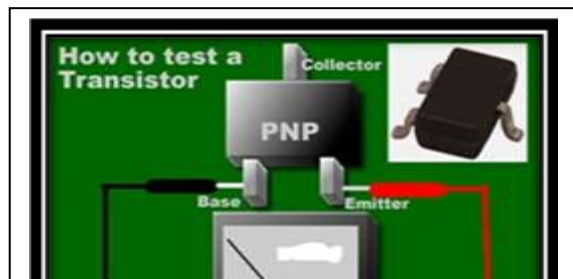 How to test a
Transistor
Collector
PNP
Base
Emitter